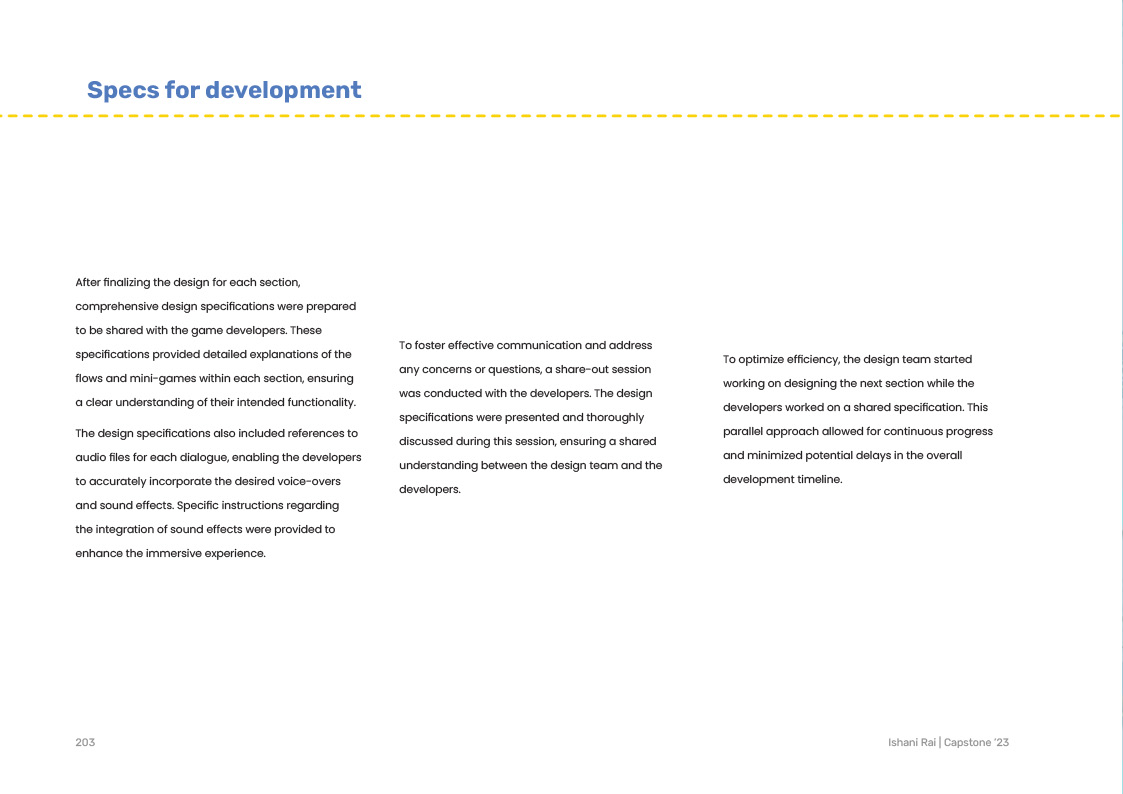 Specs for development
After finalizing the design for each section,
comprehensive design specifications were prepared
to be shared with the game developers. These
specifications provided detailed explanations of the
flows and mini-games within each section, ensuring
a clear understanding of their intended functionality.
The design specifications also included references to
audio files for each dialogue, enabling the developers
to accurately incorporate the desired voice-overs
and sound effects. Specific instructions regarding
the integration of sound effects were provided to
enhance the immersive experience.
To foster effective communication and address
any concerns or questions, a share-out session
was conducted with the developers. The design
specifications were presented and thoroughly
discussed during this session, ensuring a shared
understanding between the design team and the
developers.
To optimize efficiency, the design team started
working on designing the next section while the
developers worked on a shared specification. This
parallel approach allowed for continuous progress
and minimized potential delays in the overall
development timeline.
203
Ishani Rai | Capstone '23